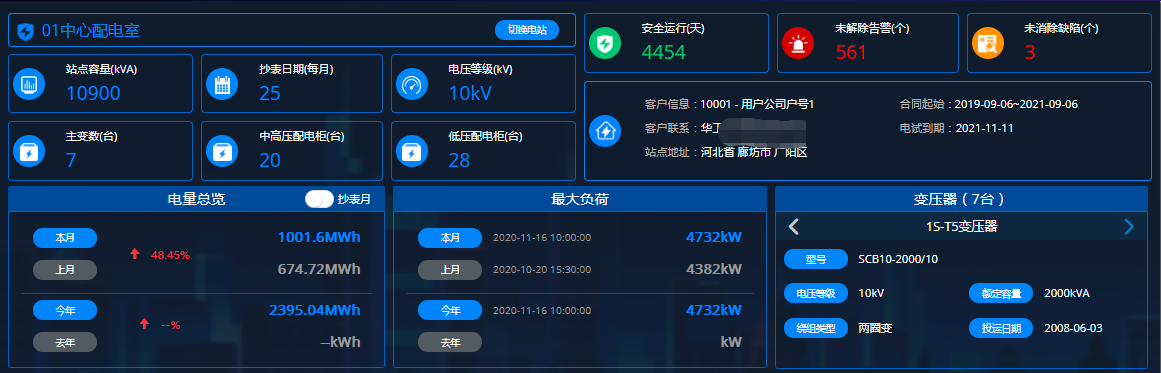 01中心配电室
切换电站
站点容量(kVA)
10900
抄表日期(每月)
25
电压等级(kV)
10kV
主变数(台)
7
中高压配电柜(台)
20
低压配电柜(台)
28
安全运行(天)
4454
未解除告警(个)
561
未消除缺陷(个)
3
客户信息 : 10001 - 用户公司户号1
合同起始 : 2019-09-06~2021-09-06
客户联系 : 华
电试到期 : 2021-11-11
站点地址 : 河北省 廊坊市 广阳区
电量总览
抄表月
本月
48.45%
1001.6MWh
上月
674.72MWh
今年
--%
2395.04MWh
去年
--kWh
最大负荷
本月 2020-11-16 10:00:00 4732kW
上月 2020-10-20 15:30:00 4382kW
今年 2020-11-16 10:00:00 4732kW
去年 kW
变压器 ( 7台 )
1S-T5变压器
型号 SCB10-2000/10
电压等级 10kV 额定容量 2000kVA
绕组类型 两圈变 投运日期 2008-06-03